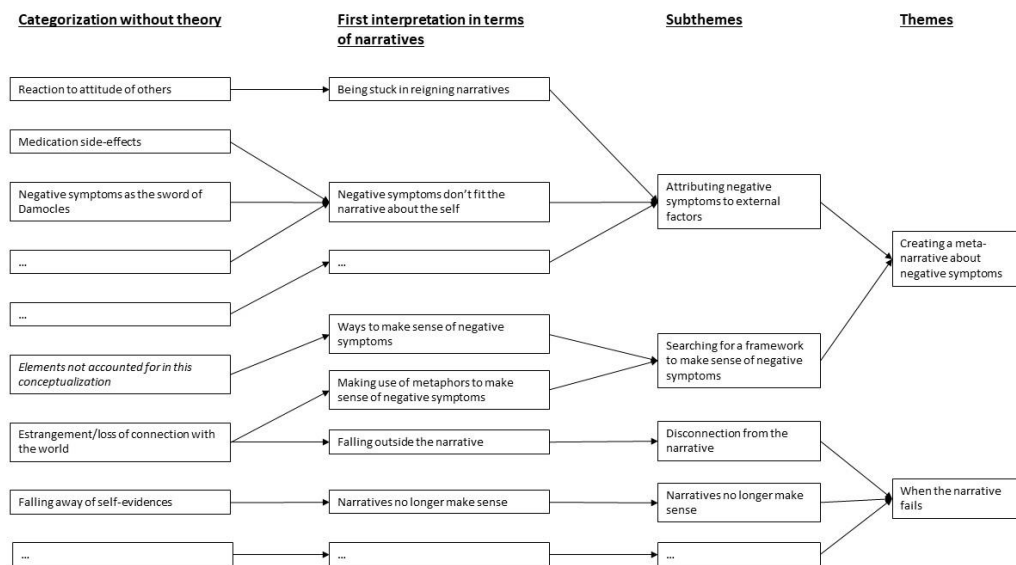 Categorization without theory
First interpretation in terms
of narratives
Subthemes
Themes
Reaction to attitude of others
Being stuck in reigning narratives
Medication side-effects
Negative symptoms as the sword of
Damocles
Negative symptoms don't fit the
narrative about the self
Attributing negative
symptoms to external
factors
...
...
Creating a meta-
narrative about
negative symptoms
...
Ways to make sense of negative
symptoms
Elements not accounted for in this
conceptualization
Searching for a framework
to make sense of negative
symptoms
Making use of metaphors to make
sense of negative symptoms
Estrangement/loss of connection with
the world
Falling outside the narrative
Disconnection from the
narrative
Falling away of self-evidences
Narratives no longer make sense
Narratives no longer make
sense
When the narrative
fails
...
...
...